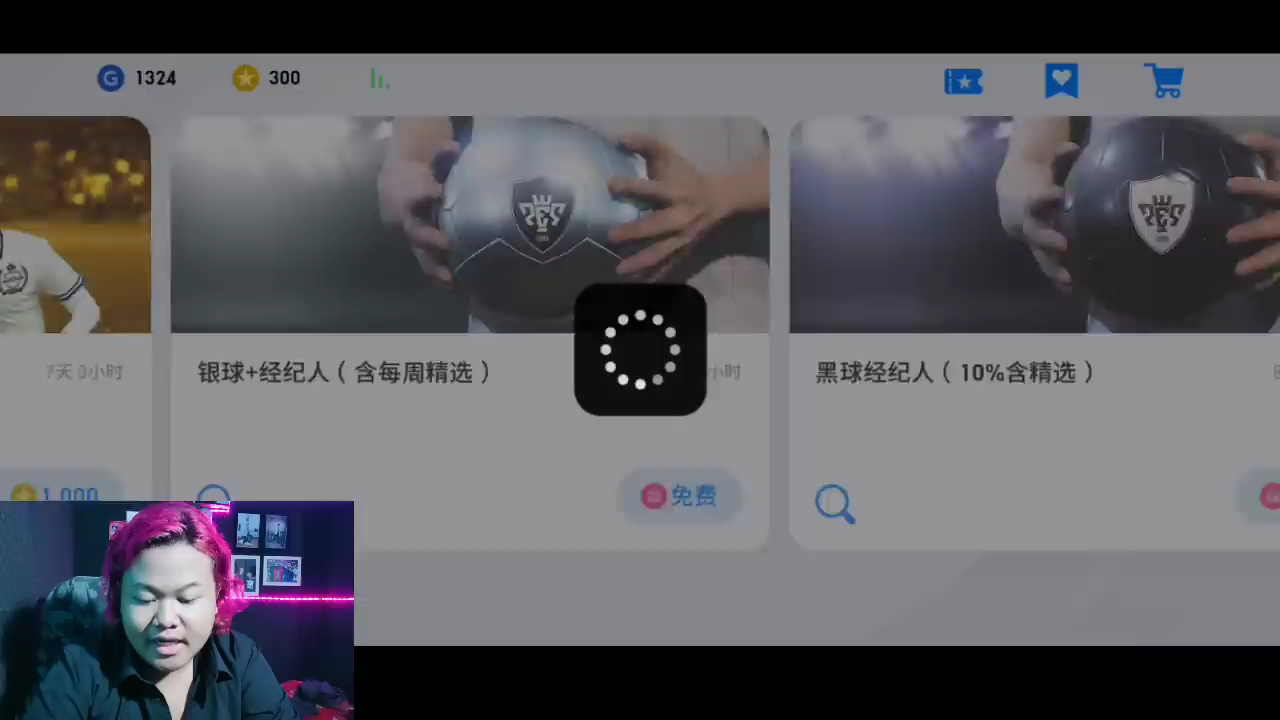 1324
300
7天 0小时
银球+经纪人（含每周精选）
小时
黑球经纪人（10%含精选）
1,000
免费